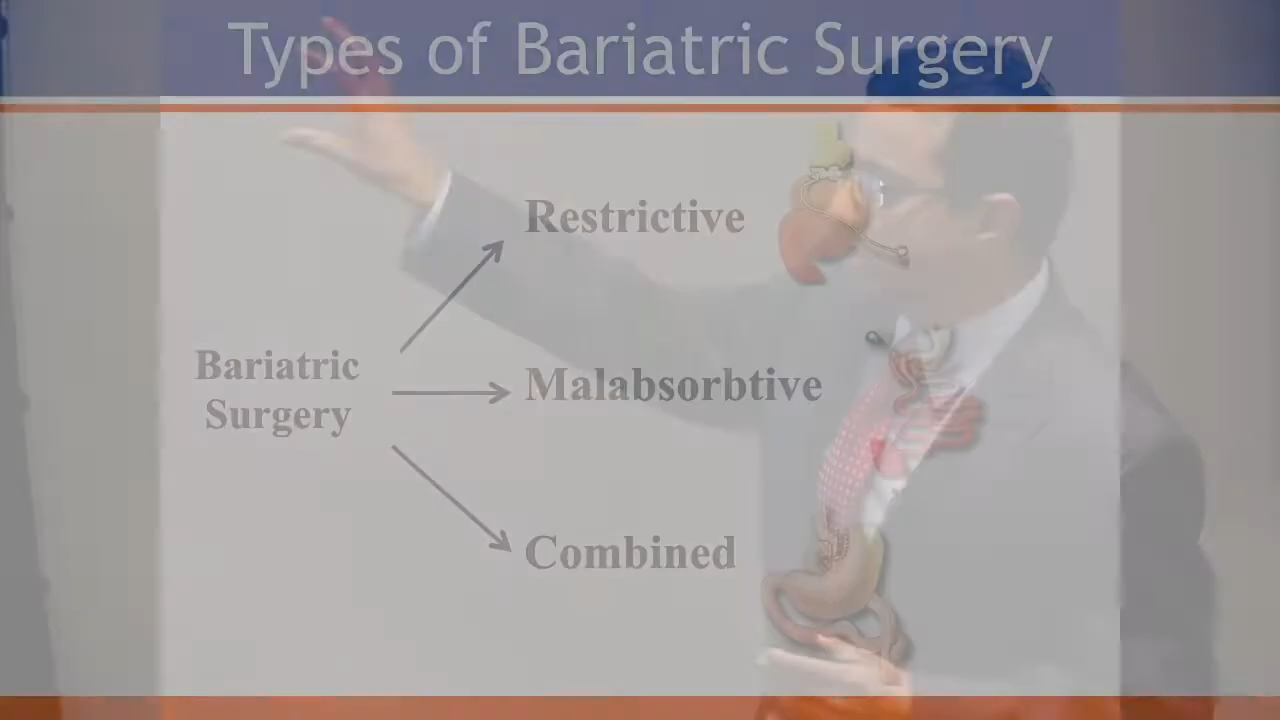 Types of Bariatric Surgery
Restrictive
Bariatric
Surgery
Malabsorbtive
Combined